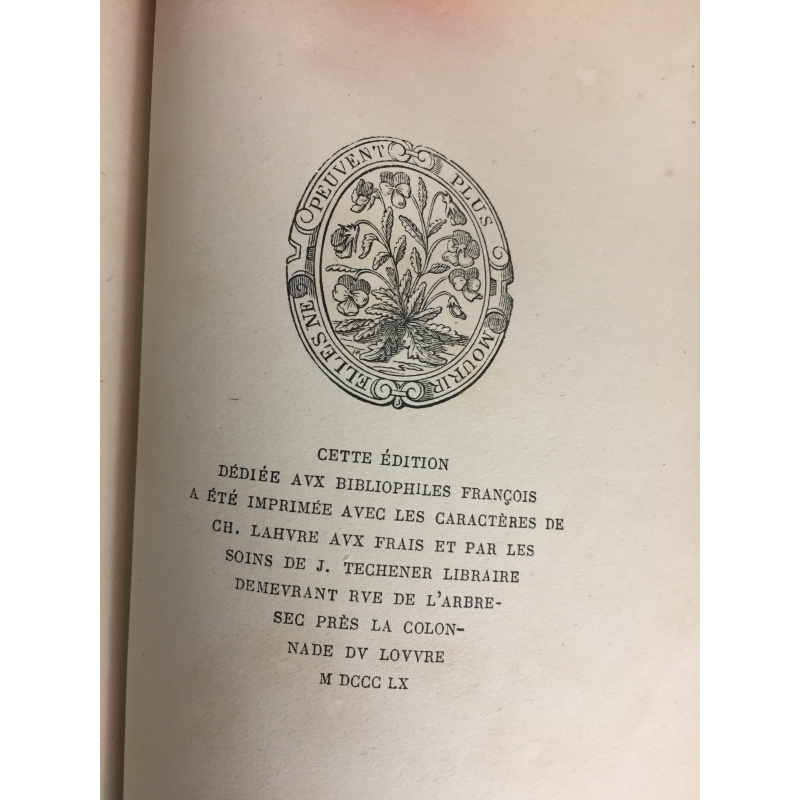 ELLES NE PEUVENT PLUS MOURIR
CETTE ÉDITION
DÉDIÉE AVX BIBLIOPHILES FRANÇOIS
A ÉTÉ IMPRIMÉE AVEC LES CARACTÈRES DE
CH. LAHVRE AVX FRAIS ET PAR LES
SOINS DE J. TECHENER LIBRAIRE
DEMEVRANT RVE DE L'ARBRE-
SEC PRÈS LA COLON-
NADE DV LOVVRE
M DCCC LX